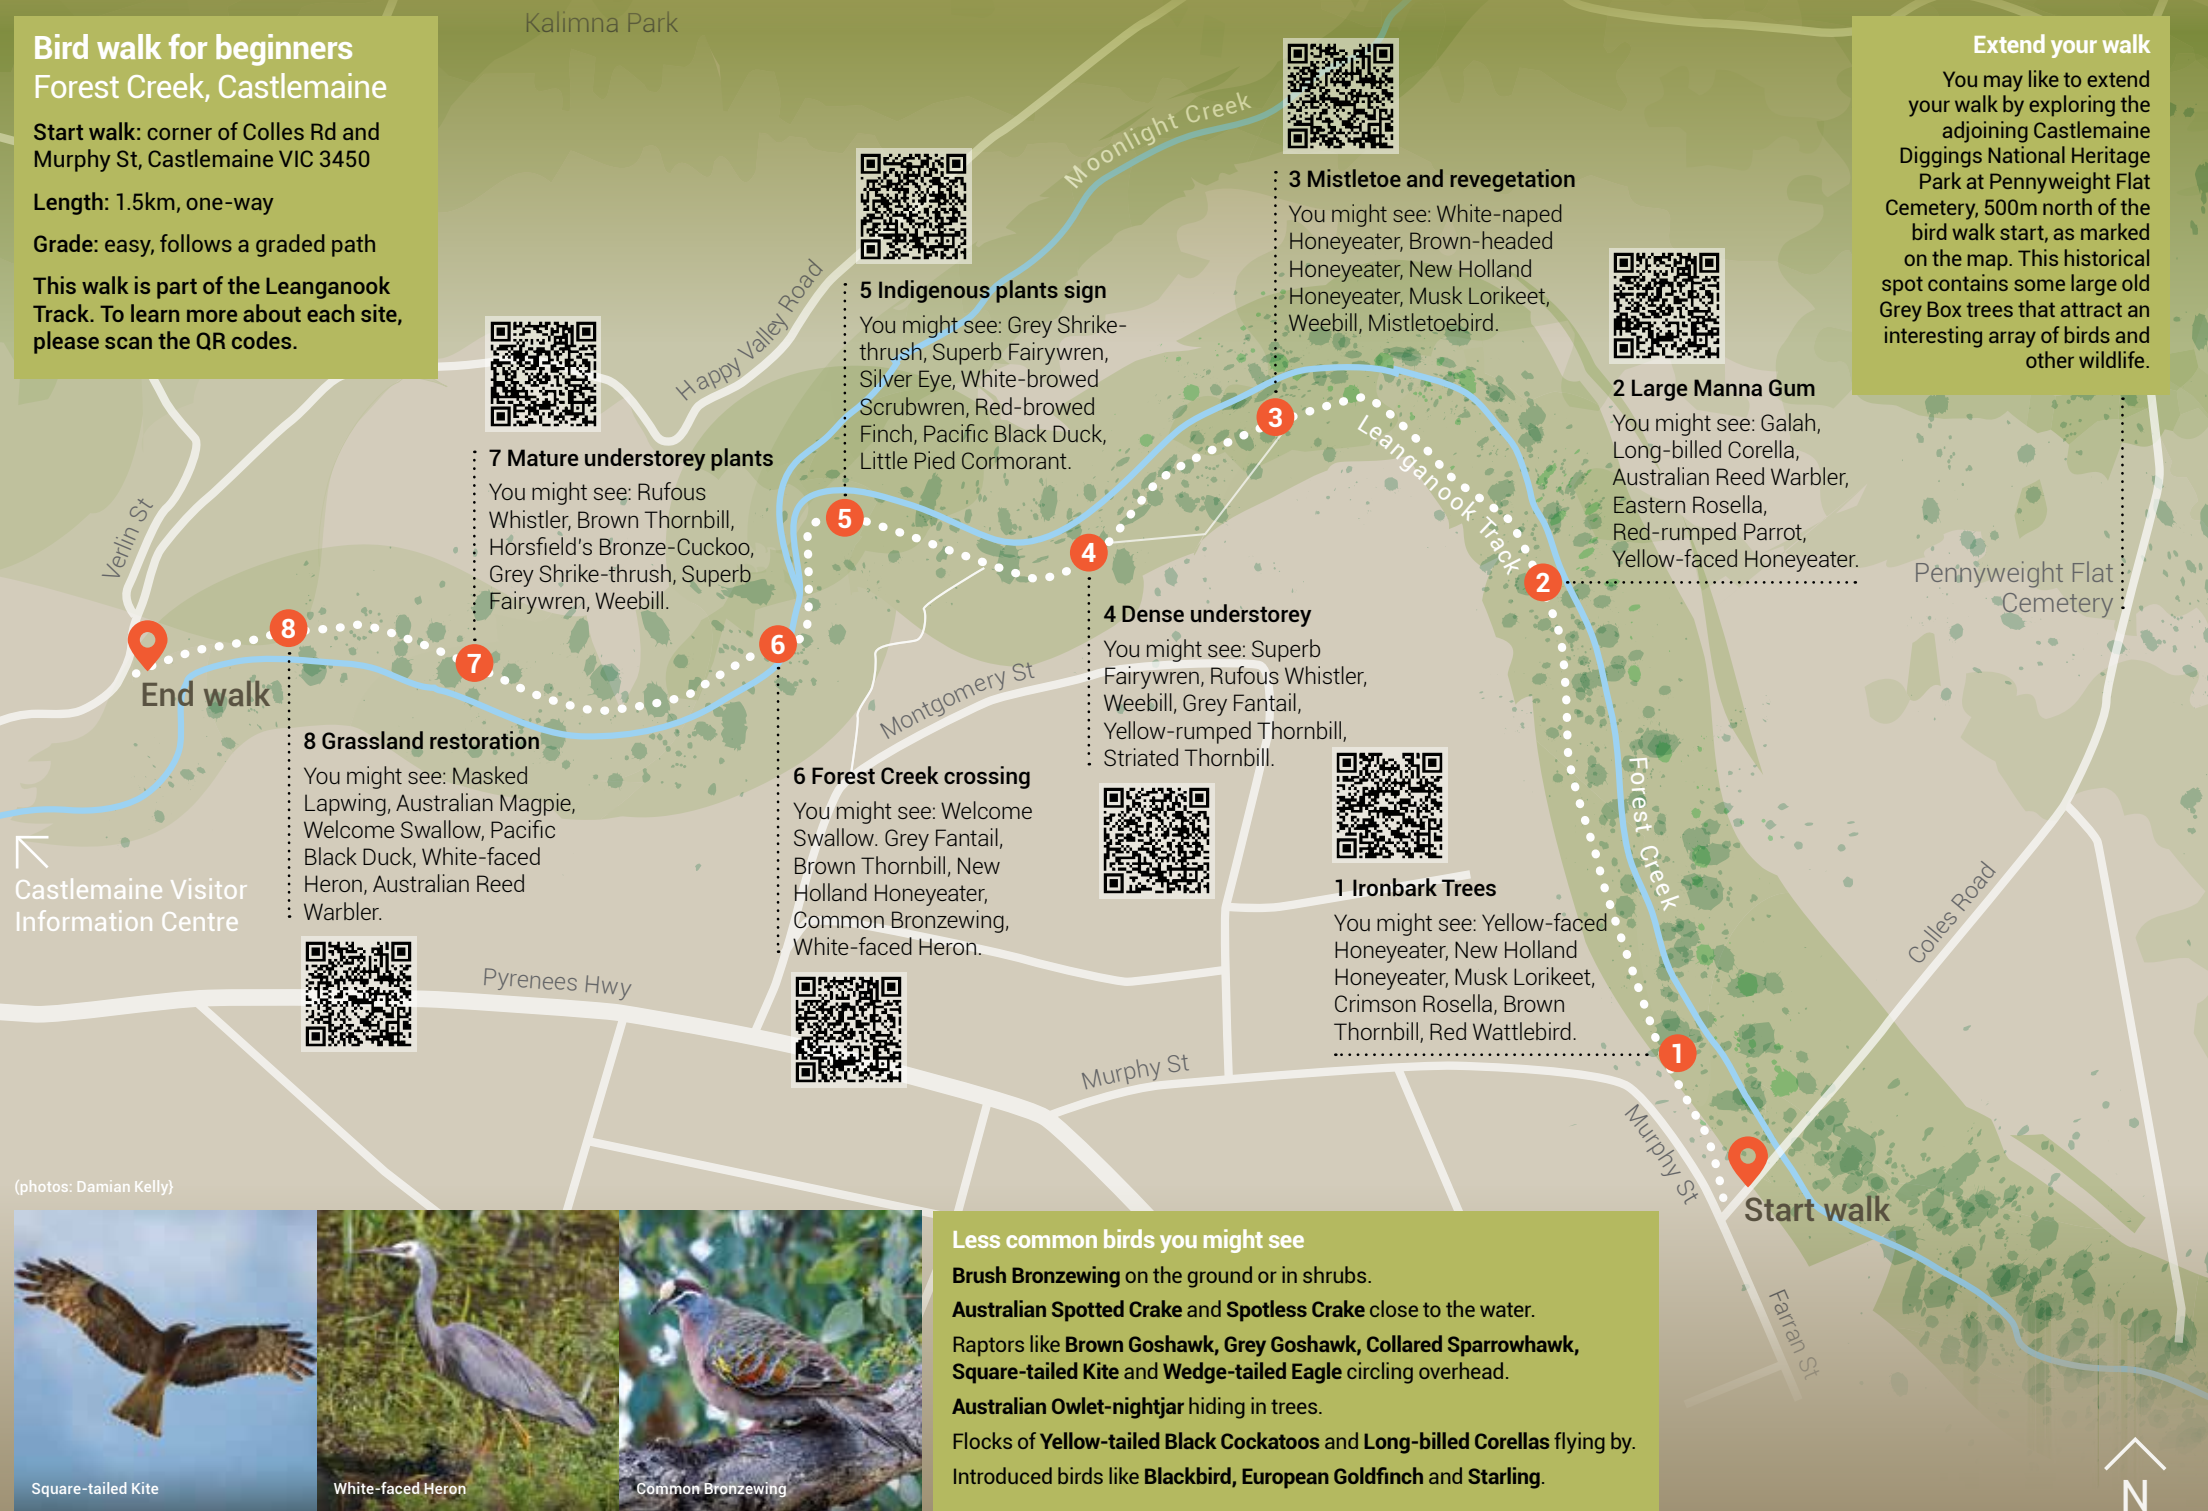 Kalimna Park
Bird walk for beginners
Forest Creek, Castlemaine
Start walk: corner of Colles Rd and
Murphy St, Castlemaine VIC 3450
Length: 1.5km, one-way
Grade: easy, follows a graded path
This walk is part of the Leanganook
Track. To learn more about each site,
please scan the QR codes.
Extend your walk
You may like to extend
your walk by exploring the
adjoining Castlemaine
Diggings National Heritage
Park at Pennyweight Flat
Cemetery, 500m north of the
bird walk start, as marked
on the map. This historical
spot contains some large old
Grey Box trees that attract an
interesting array of birds and
other wildlife.
Moonlight Creek
3 Mistletoe and revegetation
You might see: White-naped
Honeyeater, Brown-headed
Honeyeater, New Holland
Honeyeater, Musk Lorikeet,
Weebill, Mistletoebird.
5 Indigenous plants sign
You might see: Grey Shrike-
thrush, Superb Fairywren,
Silver Eye, White-browed
Scrubwren, Red-browed
Finch, Pacific Black Duck,
Little Pied Cormorant.
Happy Valley Road
2 Large Manna Gum
You might see: Galah,
Long-billed Corella,
Australian Reed Warbler,
Eastern Rosella,
Red-rumped Parrot,
Yellow-faced Honeyeater.
7 Mature understorey plants
You might see: Rufous
Whistler, Brown Thornbill,
Horsfield's Bronze-Cuckoo,
Grey Shrike-thrush, Superb
Fairywren, Weebill.
Verlin St
Leanganook Track
3
5
4
2
8
7
6
Pennyweight Flat
Cemetery
End walk
4 Dense understorey
You might see: Superb
Fairywren, Rufous Whistler,
Weebill, Grey Fantail,
Yellow-rumped Thornbill,
Striated Thornbill.
Montgomery St
8 Grassland restoration
You might see: Masked
Lapwing, Australian Magpie,
Welcome Swallow, Pacific
Black Duck, White-faced
Heron, Australian Reed
Warbler.
6 Forest Creek crossing
You might see: Welcome
Swallow. Grey Fantail,
Brown Thornbill, New
Holland Honeyeater,
Common Bronzewing,
White-faced Heron.
Forest Creek
Castlemaine Visitor
Information Centre
1 Ironbark Trees
You might see: Yellow-faced
Honeyeater, New Holland
Honeyeater, Musk Lorikeet,
Crimson Rosella, Brown
Thornbill, Red Wattlebird.
1
Colles Road
Pyrenees Hwy
Murphy St
Murphy St
Start walk
Farran St
(photos: Damian Kelly}
Square-tailed Kite
White-faced Heron
Common Bronzewing
Less common birds you might see
Brush Bronzewing on the ground or in shrubs.
Australian Spotted Crake and Spotless Crake close to the water.
Raptors like Brown Goshawk, Grey Goshawk, Collared Sparrowhawk,
Square-tailed Kite and Wedge-tailed Eagle circling overhead.
Australian Owlet-nightjar hiding in trees.
Flocks of Yellow-tailed Black Cockatoos and Long-billed Corellas flying by.
Introduced birds like Blackbird, European Goldfinch and Starling.
N